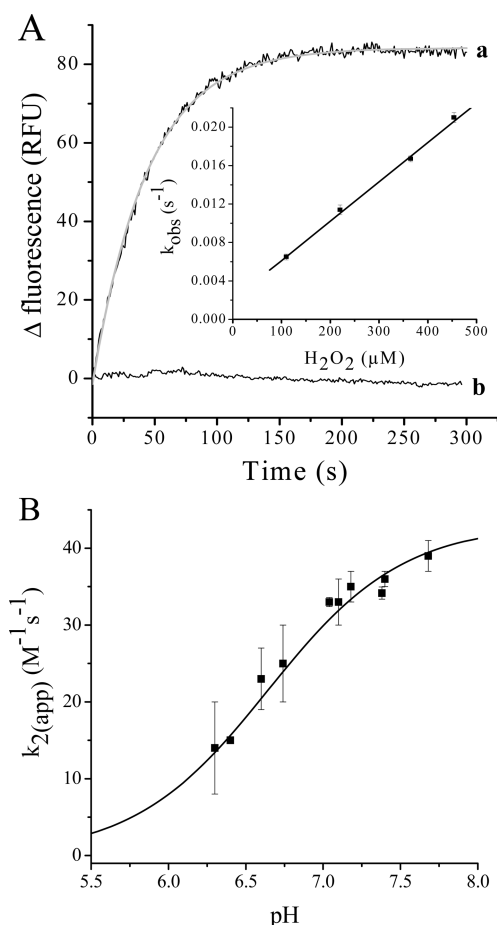 A
80
60
40
20
0
Δ fluorescence (RFU)
a
b
0.020
0.016
0.012
0.008
0.004
0.000
k_obs (s⁻¹)
0 100 200 300 400 500
H₂O₂ (µM)
0 50 100 150 200 250 300
Time (s)
B
40
30
20
10
0
k_2(app) (M⁻¹s⁻¹)
5.5 6.0 6.5 7.0 7.5 8.0
pH